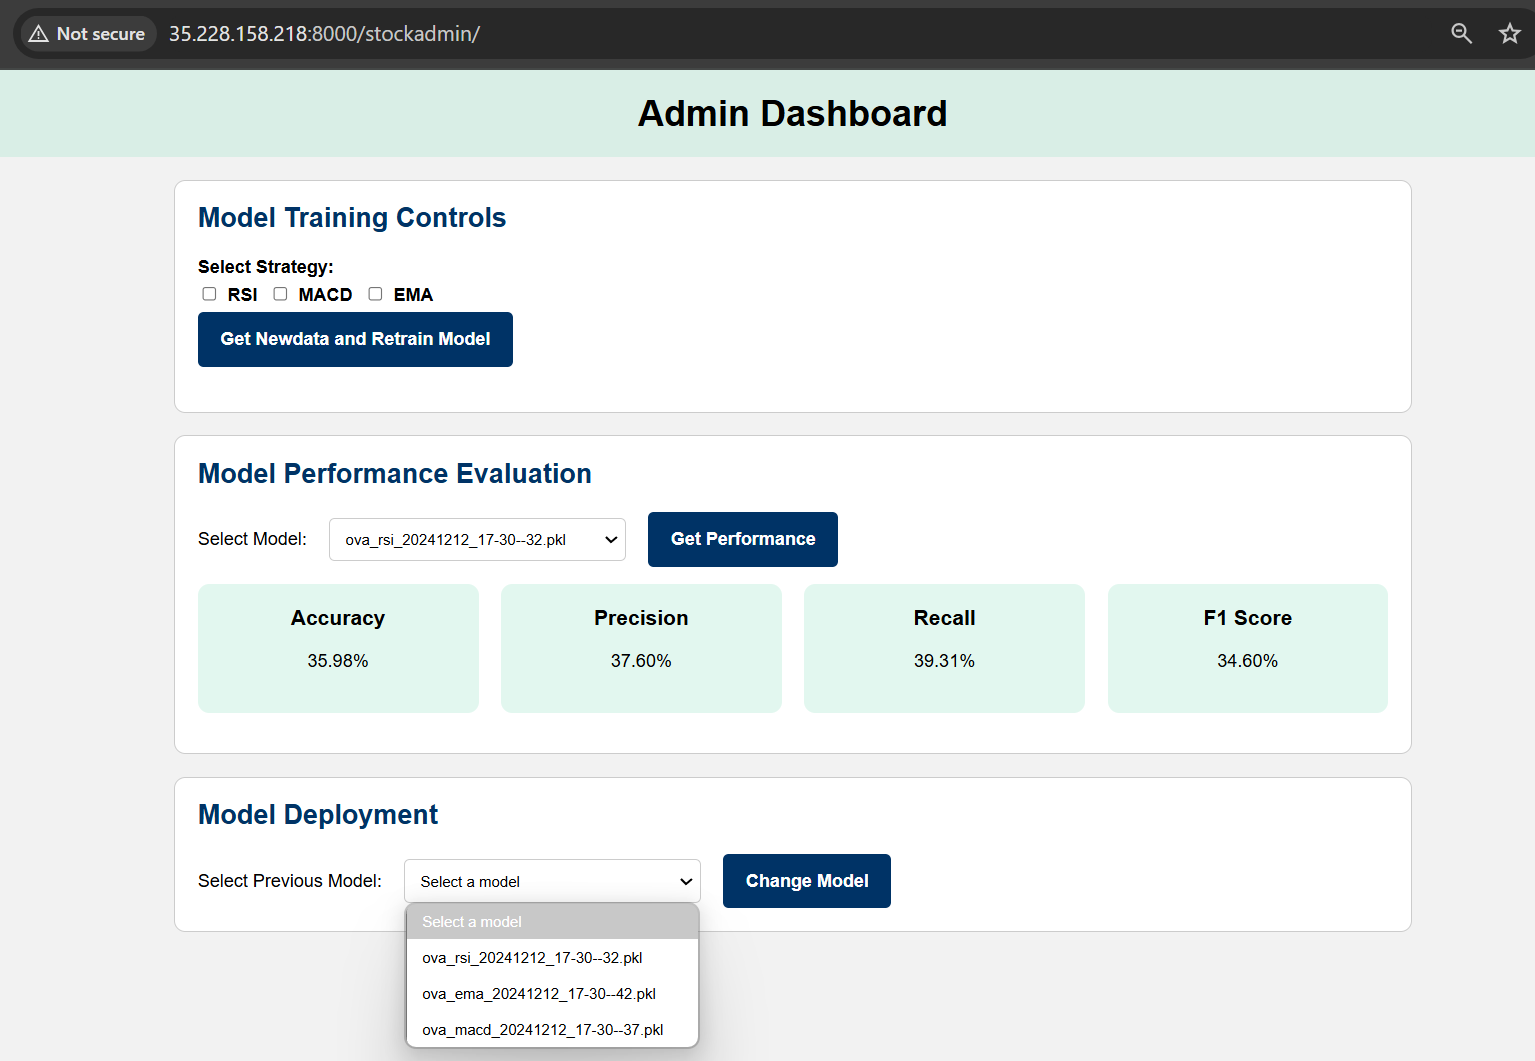 Not secure 35.228.158.218:8000/stockadmin/
Admin Dashboard
Model Training Controls
Select Strategy:
RSI MACD EMA
Get Newdata and Retrain Model
Model Performance Evaluation
Select Model: ova_rsi_20241212_17-30--32.pkl Get Performance
Accuracy Precision Recall F1 Score
35.98% 37.60% 39.31% 34.60%
Model Deployment
Select Previous Model: Select a model Change Model
Select a model
ova_rsi_20241212_17-30--32.pkl
ova_ema_20241212_17-30--42.pkl
ova_macd_20241212_17-30--37.pkl